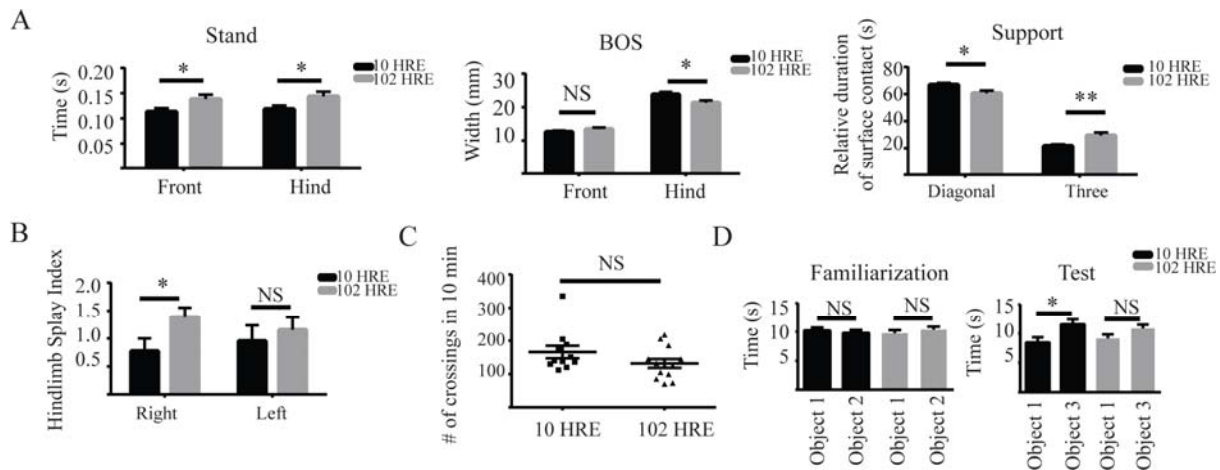 A
Stand
10 HRE
102 HRE
Time (s)
0.20
0.15
0.10
0.05
*
*
Front
Hind
BOS
10 HRE
102 HRE
Width (mm)
30
20
10
NS
*
Front
Hind
Support
10 HRE
102 HRE
Relative duration
of surface contact (s)
80
60
40
20
*
**
Diagonal
Three
B
10 HRE
102 HRE
Hindlimb Splay Index
2.0
1.5
1.0
0.5
*
NS
Right
Left
C
# of crossings in 10 min
400
300
200
100
NS
10 HRE
102 HRE
D
10 HRE
102 HRE
Familiarization
Time (s)
15
10
5
NS
NS
Object 1
Object 2
Object 1
Object 2
Test
Time (s)
15
10
5
*
NS
Object 1
Object 3
Object 1
Object 3